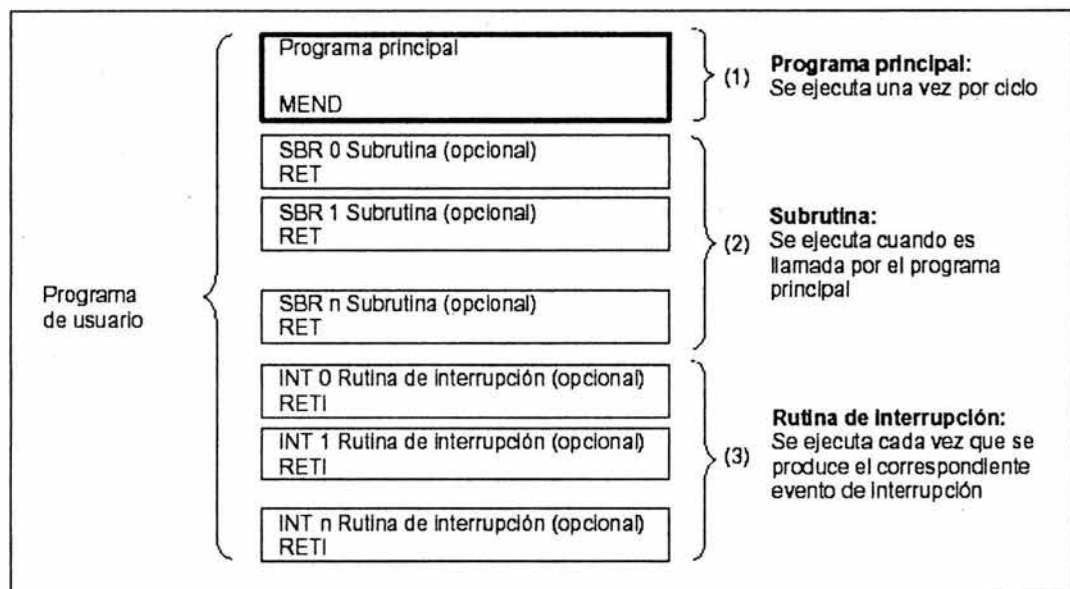 Programa principal
MEND
SBR 0 Subrutina (opcional)
RET
SBR 1 Subrutina (opcional)
RET
SBR n Subrutina (opcional)
RET
INT 0 Rutina de interrupción (opcional)
RETI
INT 1 Rutina de interrupción (opcional)
RETI
INT n Rutina de interrupción (opcional)
RETI
Programa
de usuario
(1)
Programa principal:
Se ejecuta una vez por ciclo
(2)
Subrutina:
Se ejecuta cuando es
llamada por el programa
principal
(3)
Rutina de interrupción:
Se ejecuta cada vez que se
produce el correspondiente
evento de interrupción